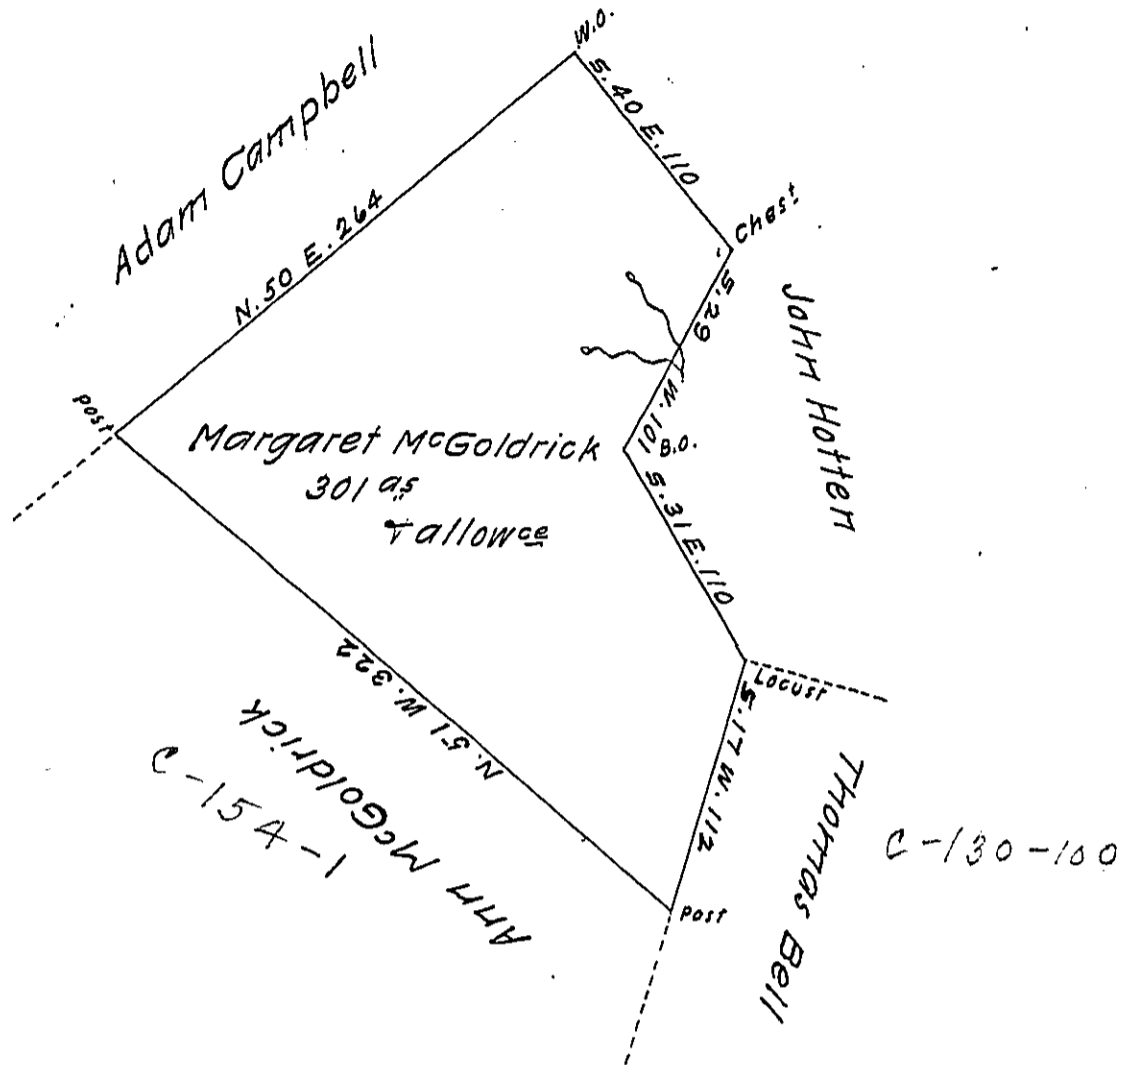 W.O.
Adam Campbell
S.40 E.110
N.50 E.264
Chest
S.29 W.101
John Hotten
post
Margaret McGoldrick
B.O.
301 as
& allowce
S.31 E.110
Locust
N.51 W.322
S.17 W.112
Ann McGoldrick
C-154-1
Thomas Bell
C-130-100
post